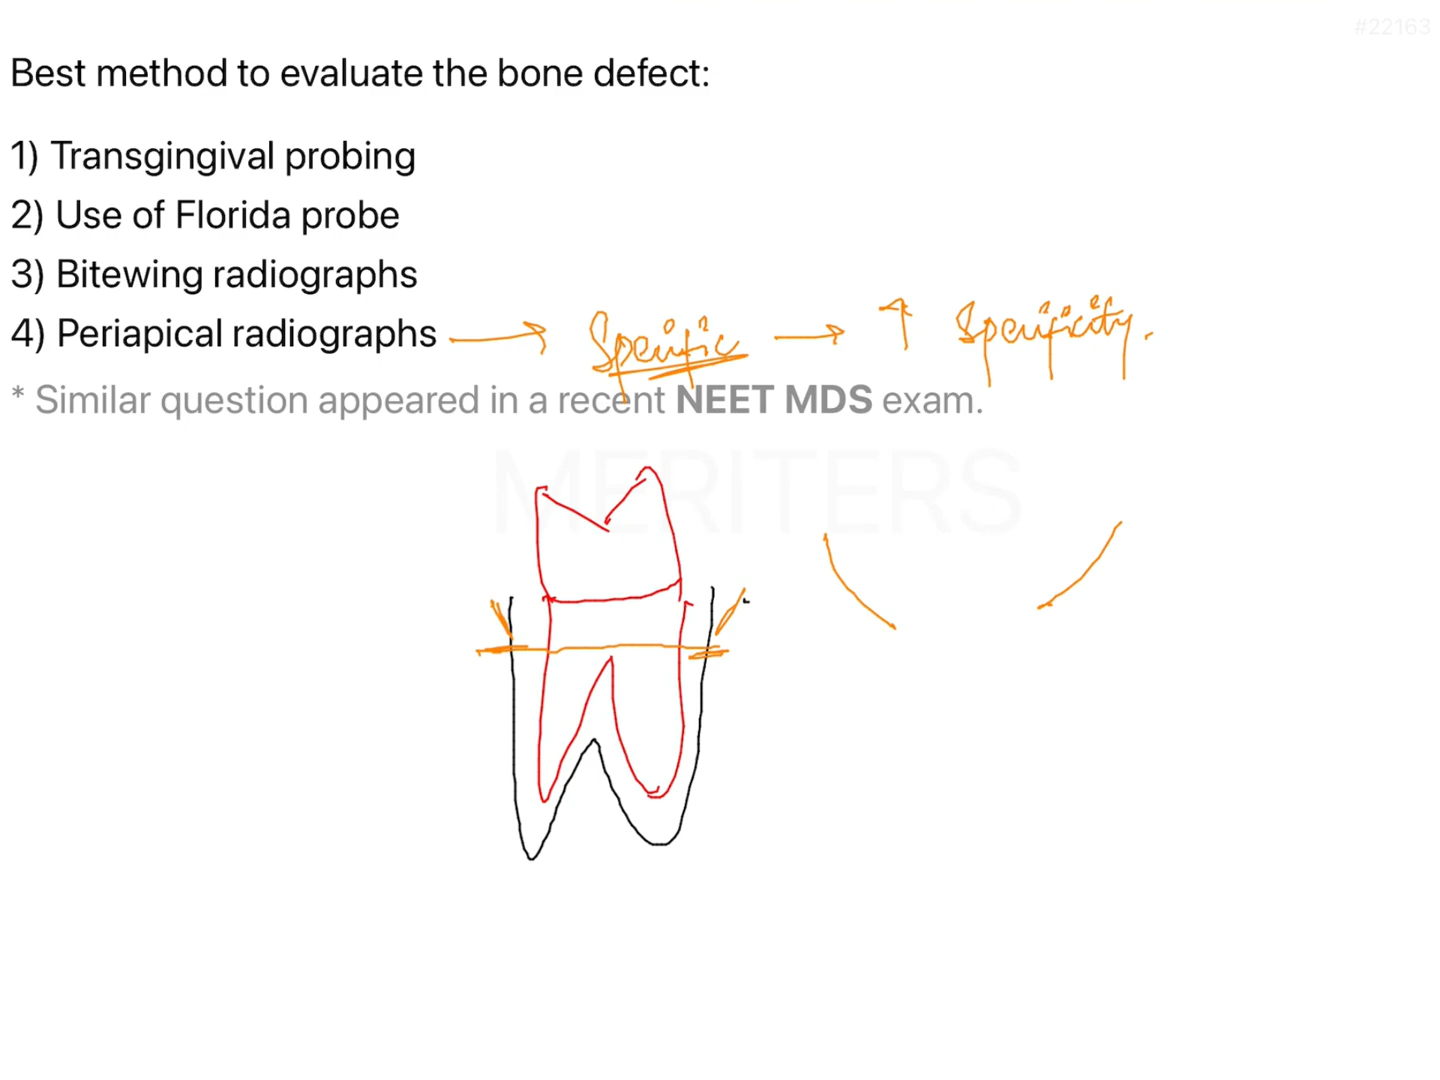 #22163
Best method to evaluate the bone defect:
1) Transgingival probing
2) Use of Florida probe
3) Bitewing radiographs
4) Periapical radiographs → Specific → ↑ Specificity.
* Similar question appeared in a recent NEET MDS exam.
MERITERS